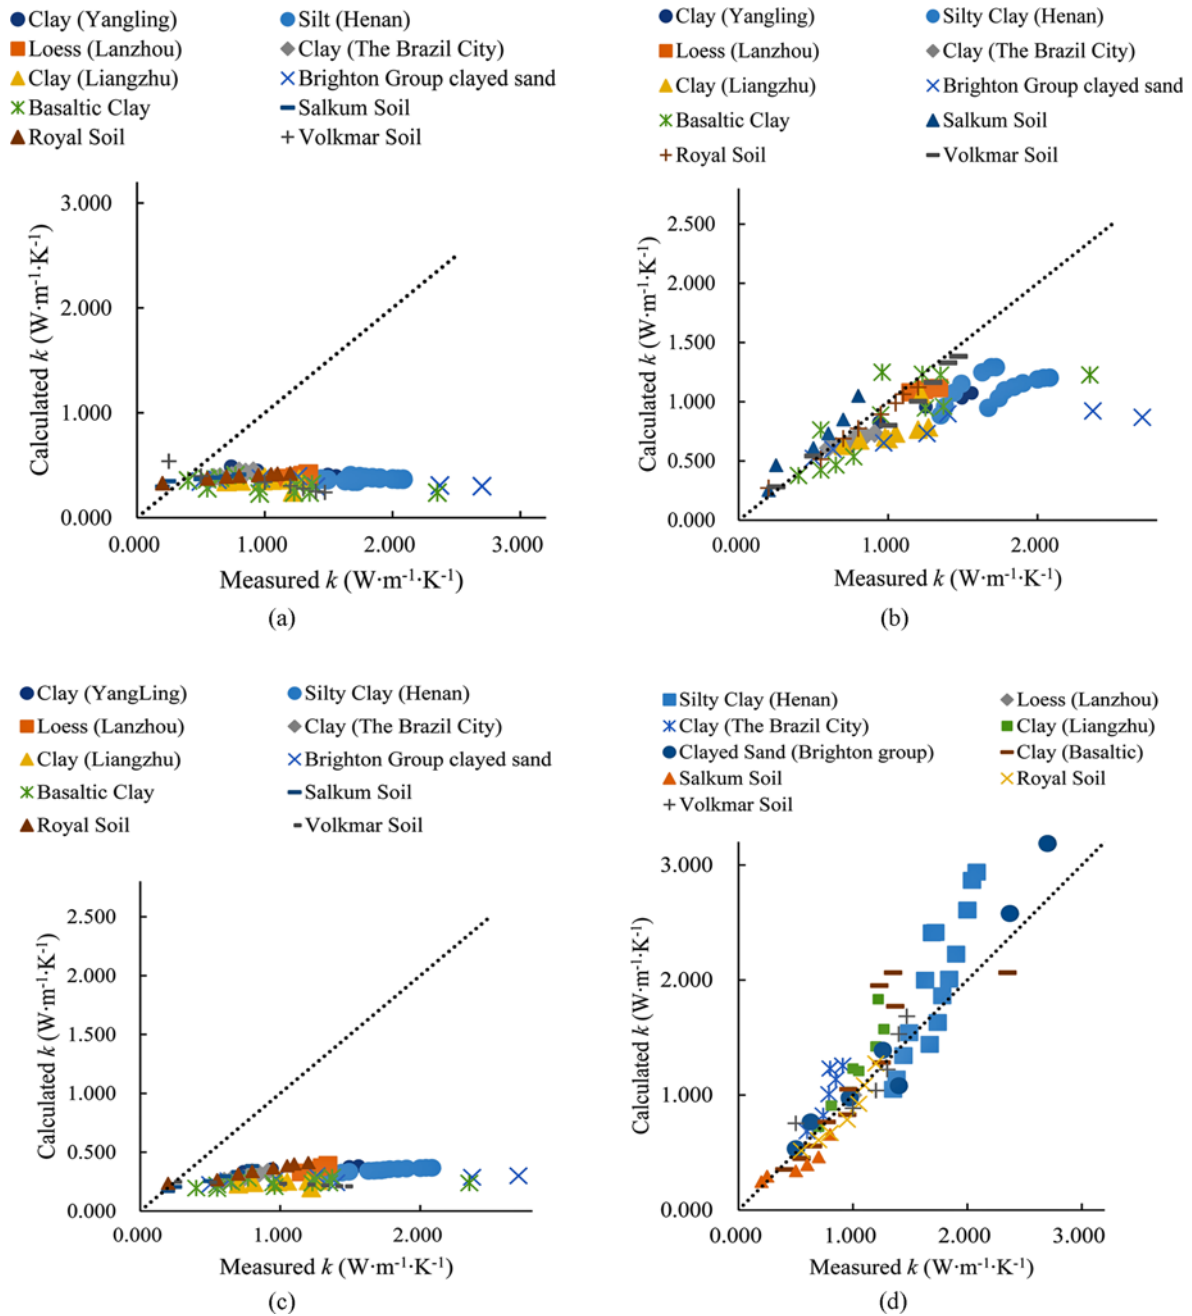 Clay (Yangling) Silt (Henan)
Loess (Lanzhou) Clay (The Brazil City)
Clay (Liangzhu) Brighton Group clayed sand
Basaltic Clay Salkum Soil
Royal Soil Volkmar Soil
3.000
2.000
1.000
0.000
0.000 1.000 2.000 3.000
Calculated k (W·m⁻¹·K⁻¹)
Measured k (W·m⁻¹·K⁻¹)
(a)
Clay (Yangling) Silty Clay (Henan)
Loess (Lanzhou) Clay (The Brazil City)
Clay (Liangzhu) Brighton Group clayed sand
Basaltic Clay Salkum Soil
Royal Soil Volkmar Soil
2.500
2.000
1.500
1.000
0.500
0.000
0.000 1.000 2.000
Calculated k (W·m⁻¹·K⁻¹)
Measured k (W·m⁻¹·K⁻¹)
(b)
Clay (YangLing) Silty Clay (Henan)
Loess (Lanzhou) Clay (The Brazil City)
Clay (Liangzhu) Brighton Group clayed sand
Basaltic Clay Salkum Soil
Royal Soil Volkmar Soil
2.500
2.000
1.500
1.000
0.500
0.000
0.000 1.000 2.000
Calculated k (W·m⁻¹·K⁻¹)
Measured k (W·m⁻¹·K⁻¹)
(c)
Silty Clay (Henan) Loess (Lanzhou)
Clay (The Brazil City) Clay (Liangzhu)
Clayed Sand (Brighton group) Clay (Basaltic)
Salkum Soil Royal Soil
Volkmar Soil
3.000
2.000
1.000
0.000
0.000 1.000 2.000 3.000
Calculated k (W·m⁻¹·K⁻¹)
Measured k (W·m⁻¹·K⁻¹)
(d)